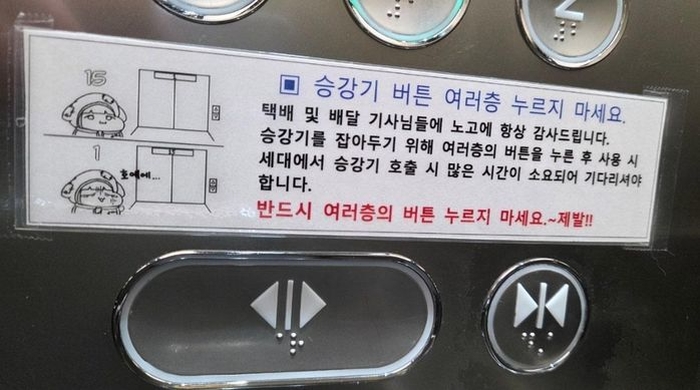 15
1
호에에...
▣ 승강기 버튼 여러층 누르지 마세요.
택배 및 배달 기사님들에 노고에 항상 감사드립니다.
승강기를 잡아두기 위해 여러층의 버튼을 누른 후 사용 시
세대에서 승강기 호출 시 많은 시간이 소요되어 기다리셔야
합니다.
반드시 여러층의 버튼 누르지 마세요.~제발!!